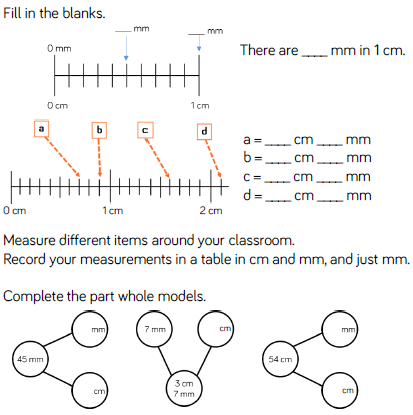 Fill in the blanks.
___ mm ___ mm
0 mm
There are ___ mm in 1 cm.
0 cm 1 cm
a b c d
a = ___ cm ___ mm
b = ___ cm ___ mm
c = ___ cm ___ mm
d = ___ cm ___ mm
0 cm 1 cm 2 cm
Measure different items around your classroom.
Record your measurements in a table in cm and mm, and just mm.
Complete the part whole models.
mm 7 mm cm mm
45 mm 54 cm
cm 3 cm 7 mm cm